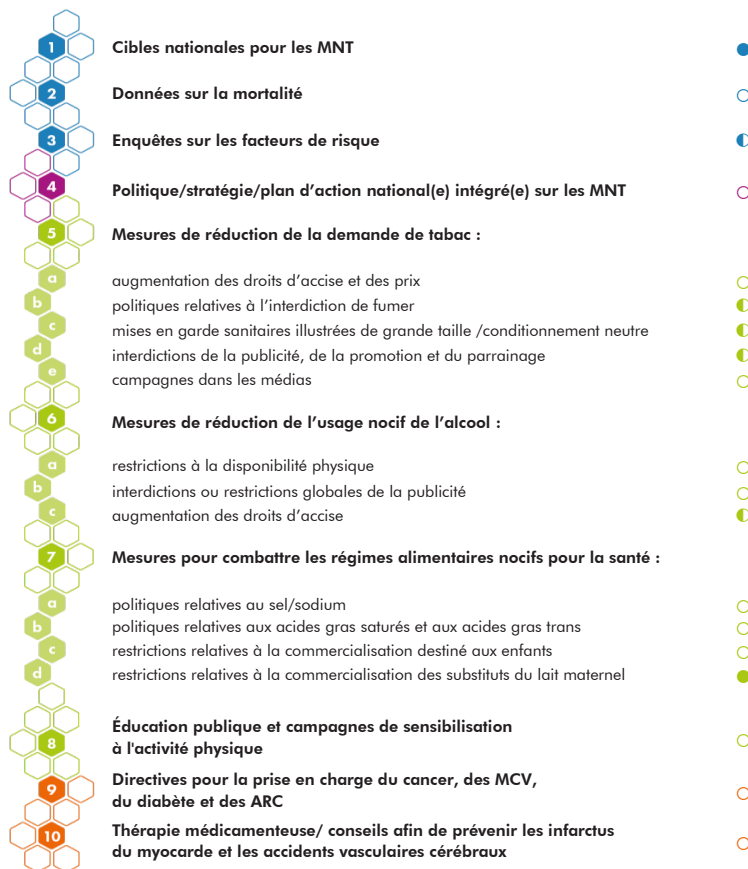 1 Cibles nationales pour les MNT
2 Données sur la mortalité
3 Enquêtes sur les facteurs de risque
4 Politique/stratégie/plan d’action national(e) intégré(e) sur les MNT
5 Mesures de réduction de la demande de tabac :
a augmentation des droits d’accise et des prix
b politiques relatives à l’interdiction de fumer
c mises en garde sanitaires illustrées de grande taille /conditionnement neutre
d interdictions de la publicité, de la promotion et du parrainage
e campagnes dans les médias
6 Mesures de réduction de l’usage nocif de l’alcool :
a restrictions à la disponibilité physique
b interdictions ou restrictions globales de la publicité
c augmentation des droits d’accise
7 Mesures pour combattre les régimes alimentaires nocifs pour la santé :
a politiques relatives au sel/sodium
b politiques relatives aux acides gras saturés et aux acides gras trans
c restrictions relatives à la commercialisation destiné aux enfants
d restrictions relatives à la commercialisation des substituts du lait maternel
8 Éducation publique et campagnes de sensibilisation
à l'activité physique
9 Directives pour la prise en charge du cancer, des MCV,
du diabète et des ARC
10 Thérapie médicamenteuse/ conseils afin de prévenir les infarctus
du myocarde et les accidents vasculaires cérébraux